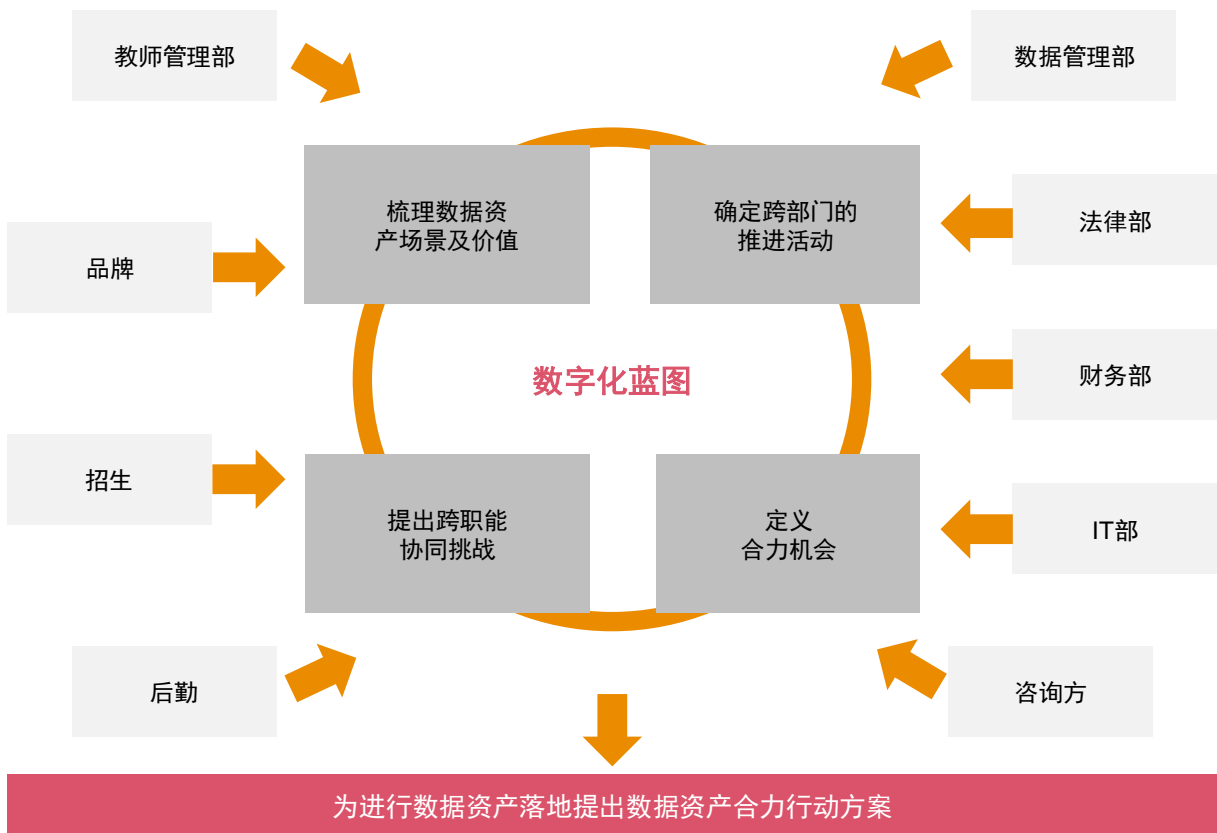 教师管理部
数据管理部
梳理数据资
产场景及价值
确定跨部门的
推进活动
法律部
品牌
数字化蓝图
财务部
招生
提出跨职能
协同挑战
定义
合力机会
IT部
后勤
咨询方
为进行数据资产落地提出数据资产合力行动方案